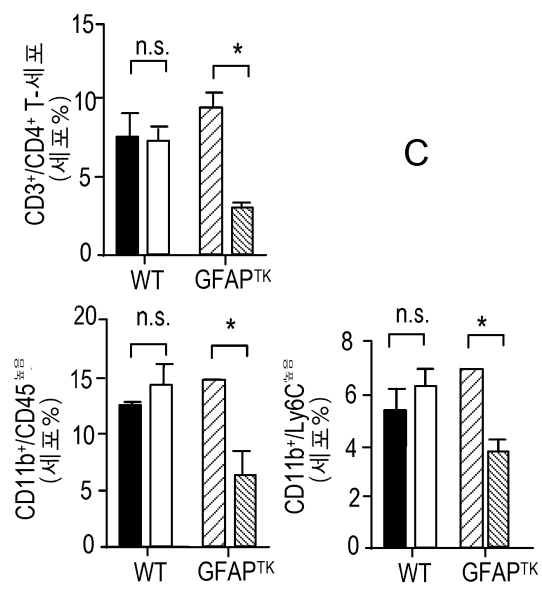 15
10
5
0
CD3⁺/CD4⁺ T-세포
(세포%)
n.s.
*
WT
GFAPᵀᴷ
C
20
15
10
5
0
CD11b⁺/CD45높음
(세포%)
n.s.
*
WT
GFAPᵀᴷ
8
6
4
2
0
CD11b⁺/Ly6C높음
(세포%)
n.s.
*
WT
GFAPᵀᴷ